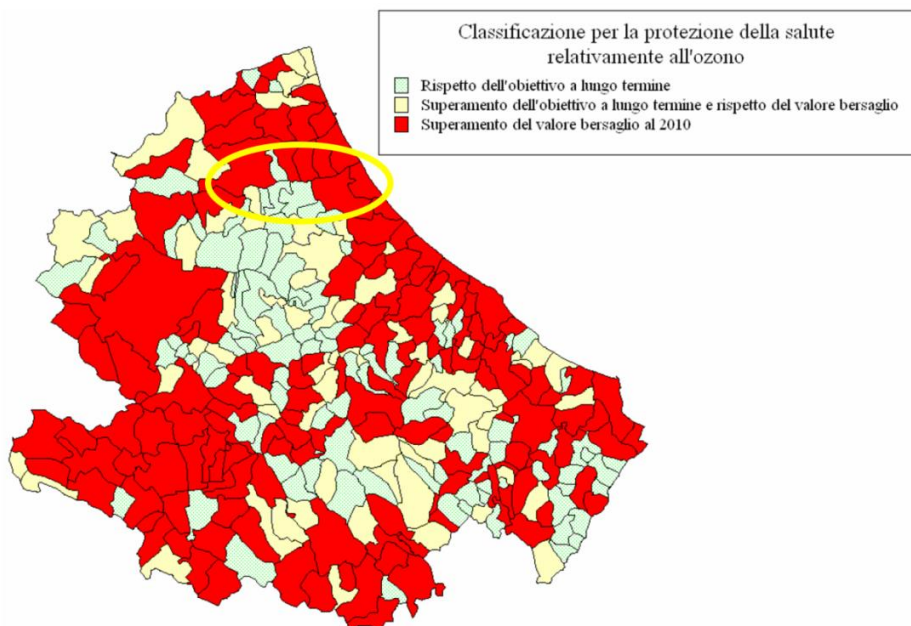 Classificazione per la protezione della salute
relativamente all'ozono
Rispetto dell'obiettivo a lungo termine
Superamento dell'obiettivo a lungo termine e rispetto del valore bersaglio
Superamento del valore bersaglio al 2010